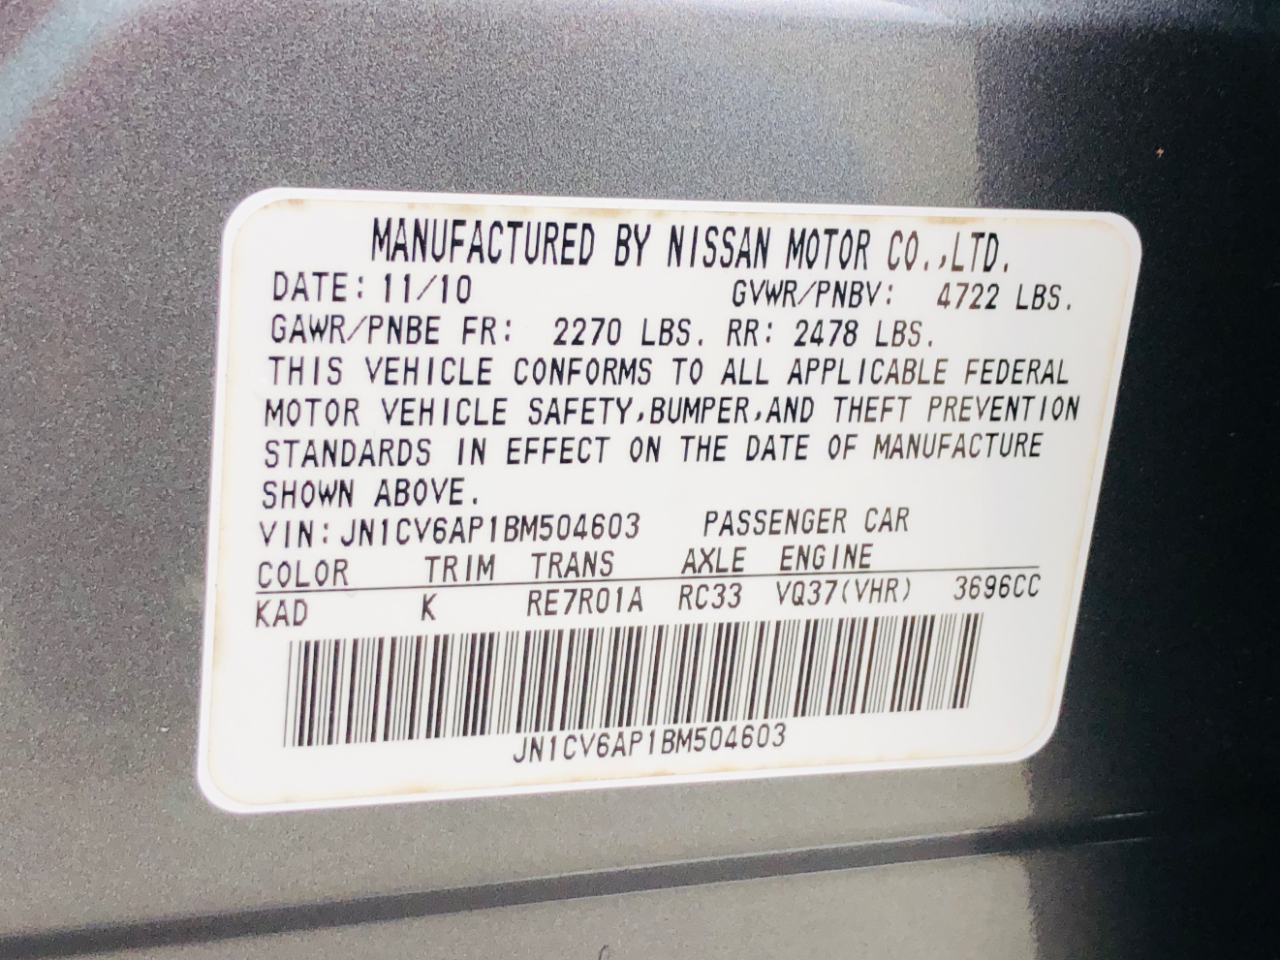 MANUFACTURED BY NISSAN MOTOR CO.,LTD.
DATE: 11/10 GVWR/PNBV: 4722 LBS.
GAWR/PNBE FR: 2270 LBS. RR: 2478 LBS.
THIS VEHICLE CONFORMS TO ALL APPLICABLE FEDERAL
MOTOR VEHICLE SAFETY,BUMPER,AND THEFT PREVENTION
STANDARDS IN EFFECT ON THE DATE OF MANUFACTURE
SHOWN ABOVE.
VIN: JN1CV6AP1BM504603 PASSENGER CAR
COLOR TRIM TRANS AXLE ENGINE
KAD K RE7R01A RC33 VQ37(VHR) 3696CC
JN1CV6AP1BM504603